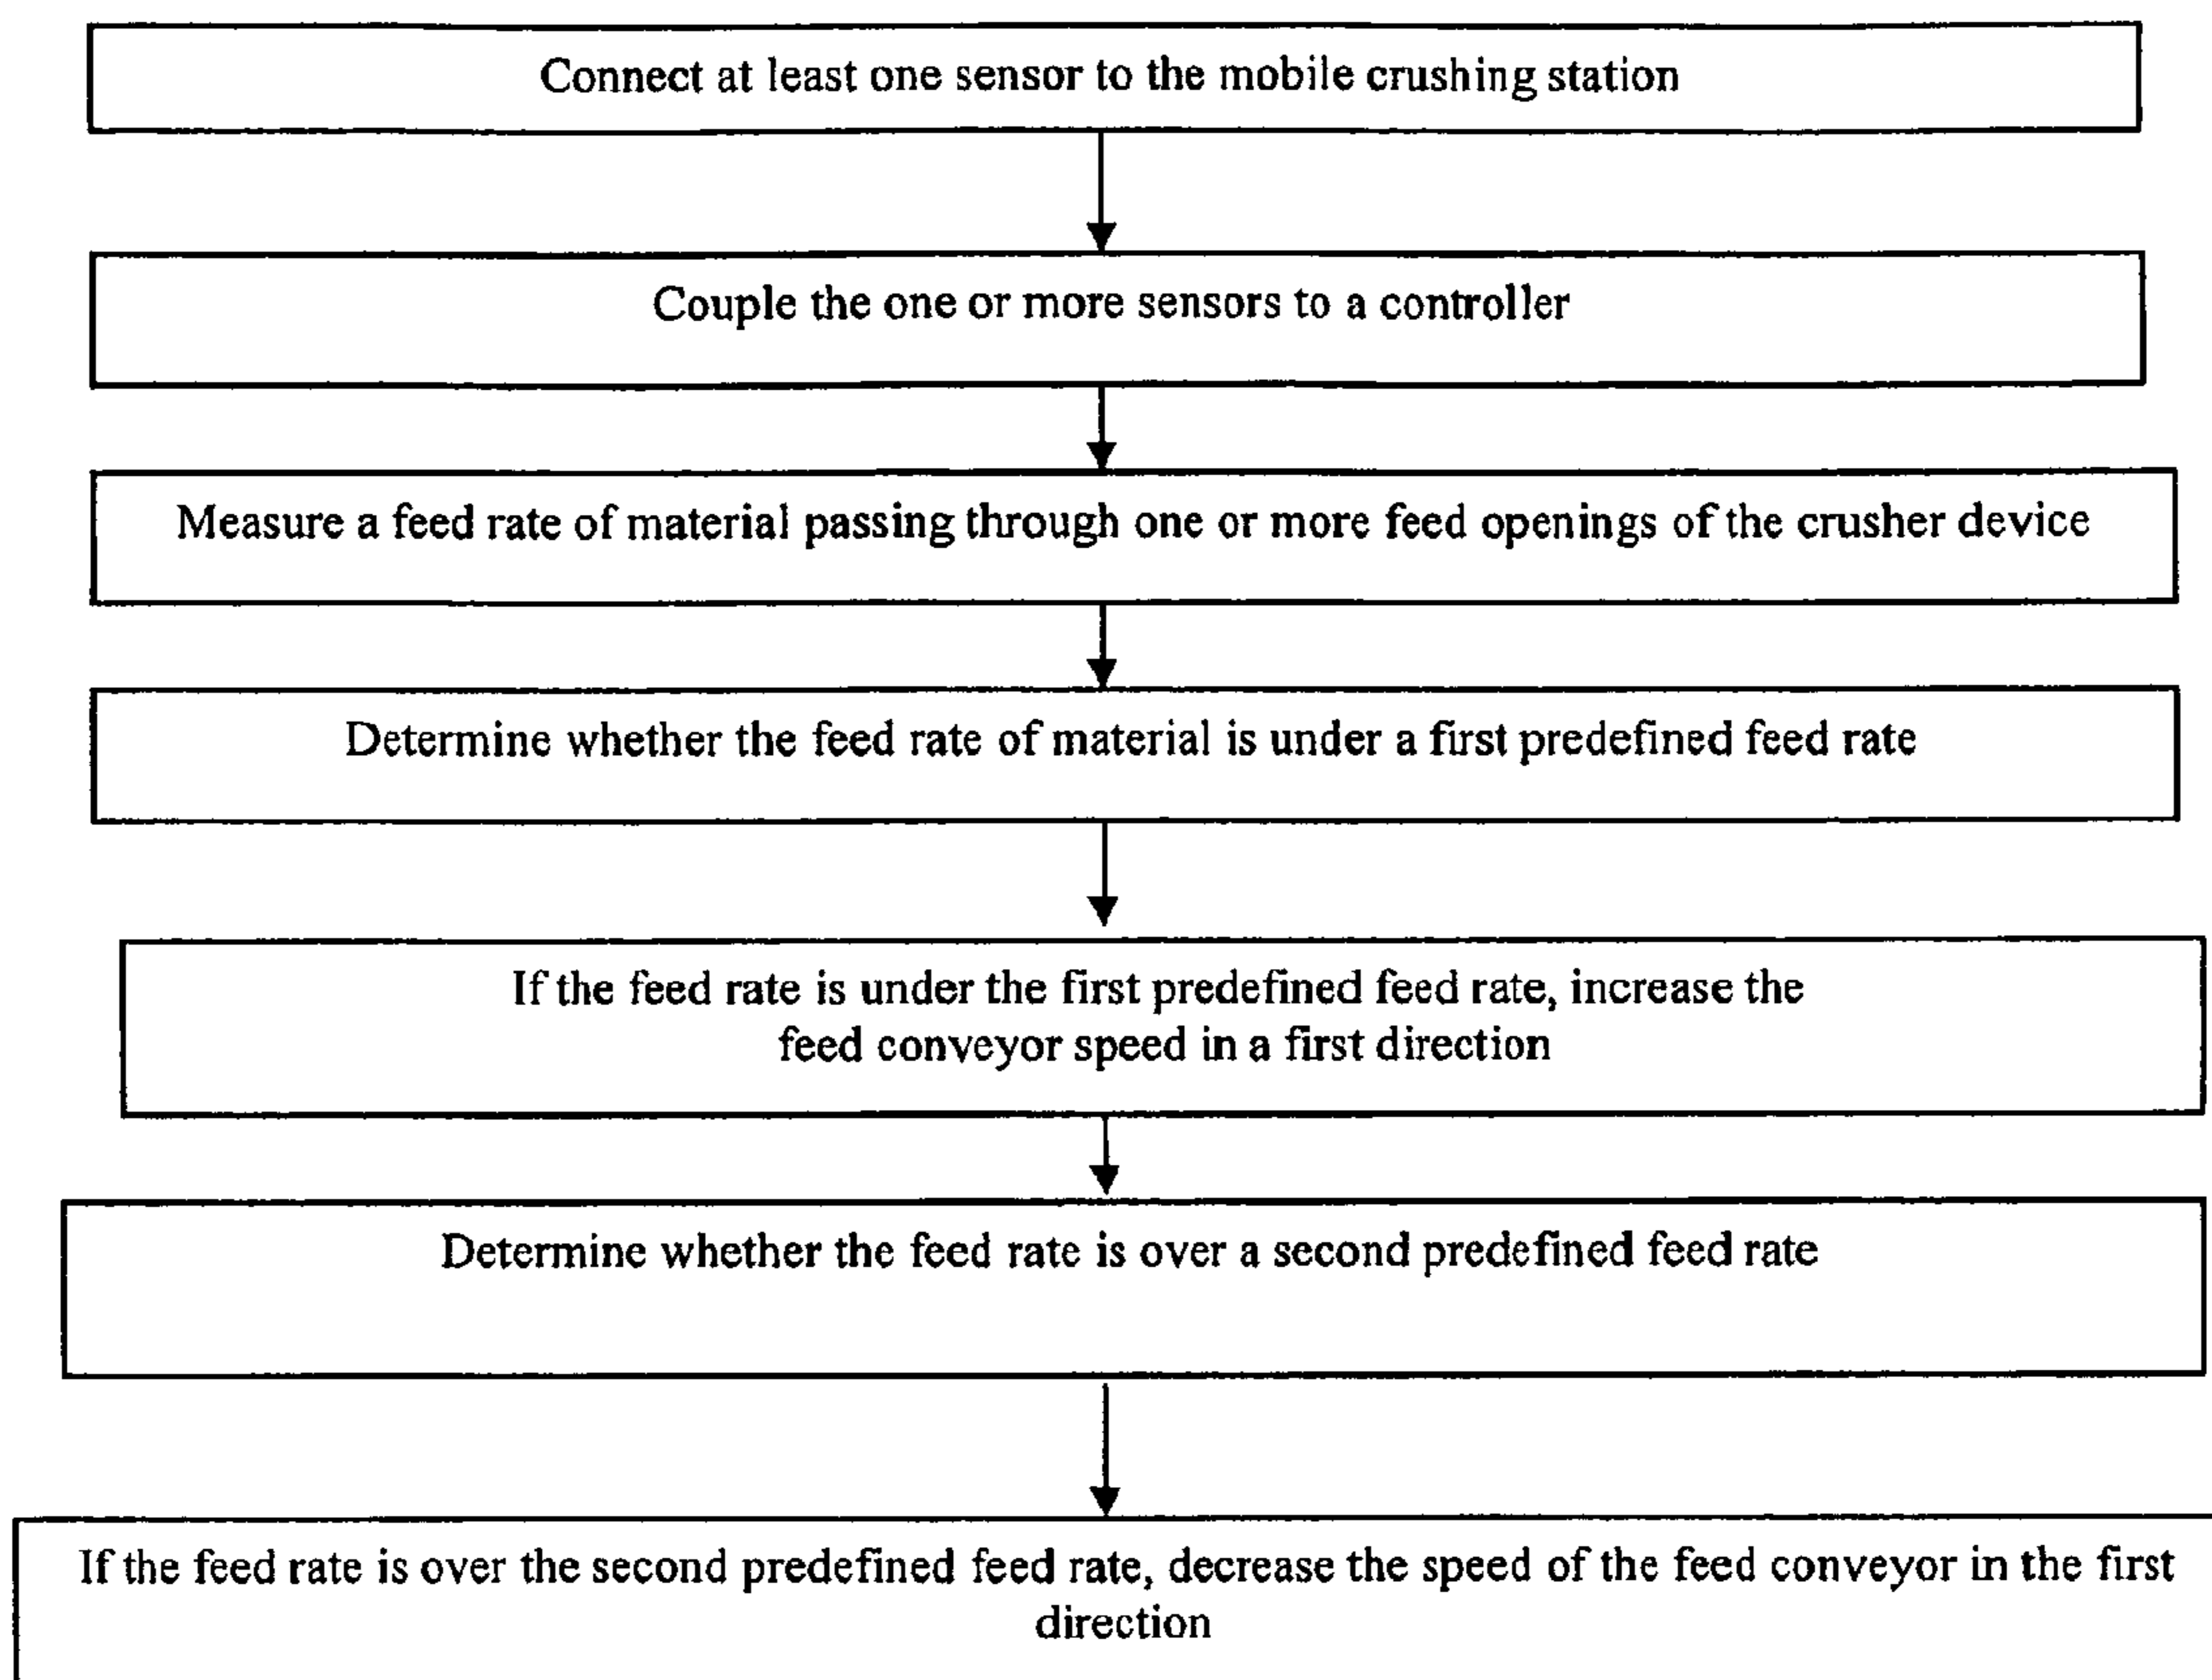 Connect at least one sensor to the mobile crushing station
Couple the one or more sensors to a controller
Measure a feed rate of material passing through one or more feed openings of the crusher device
Determine whether the feed rate of material is under a first predefined feed rate
If the feed rate is under the first predefined feed rate, increase the
feed conveyor speed in a first direction
Determine whether the feed rate is over a second predefined feed rate
If the feed rate is over the second predefined feed rate, decrease the speed of the feed conveyor in the first
direction